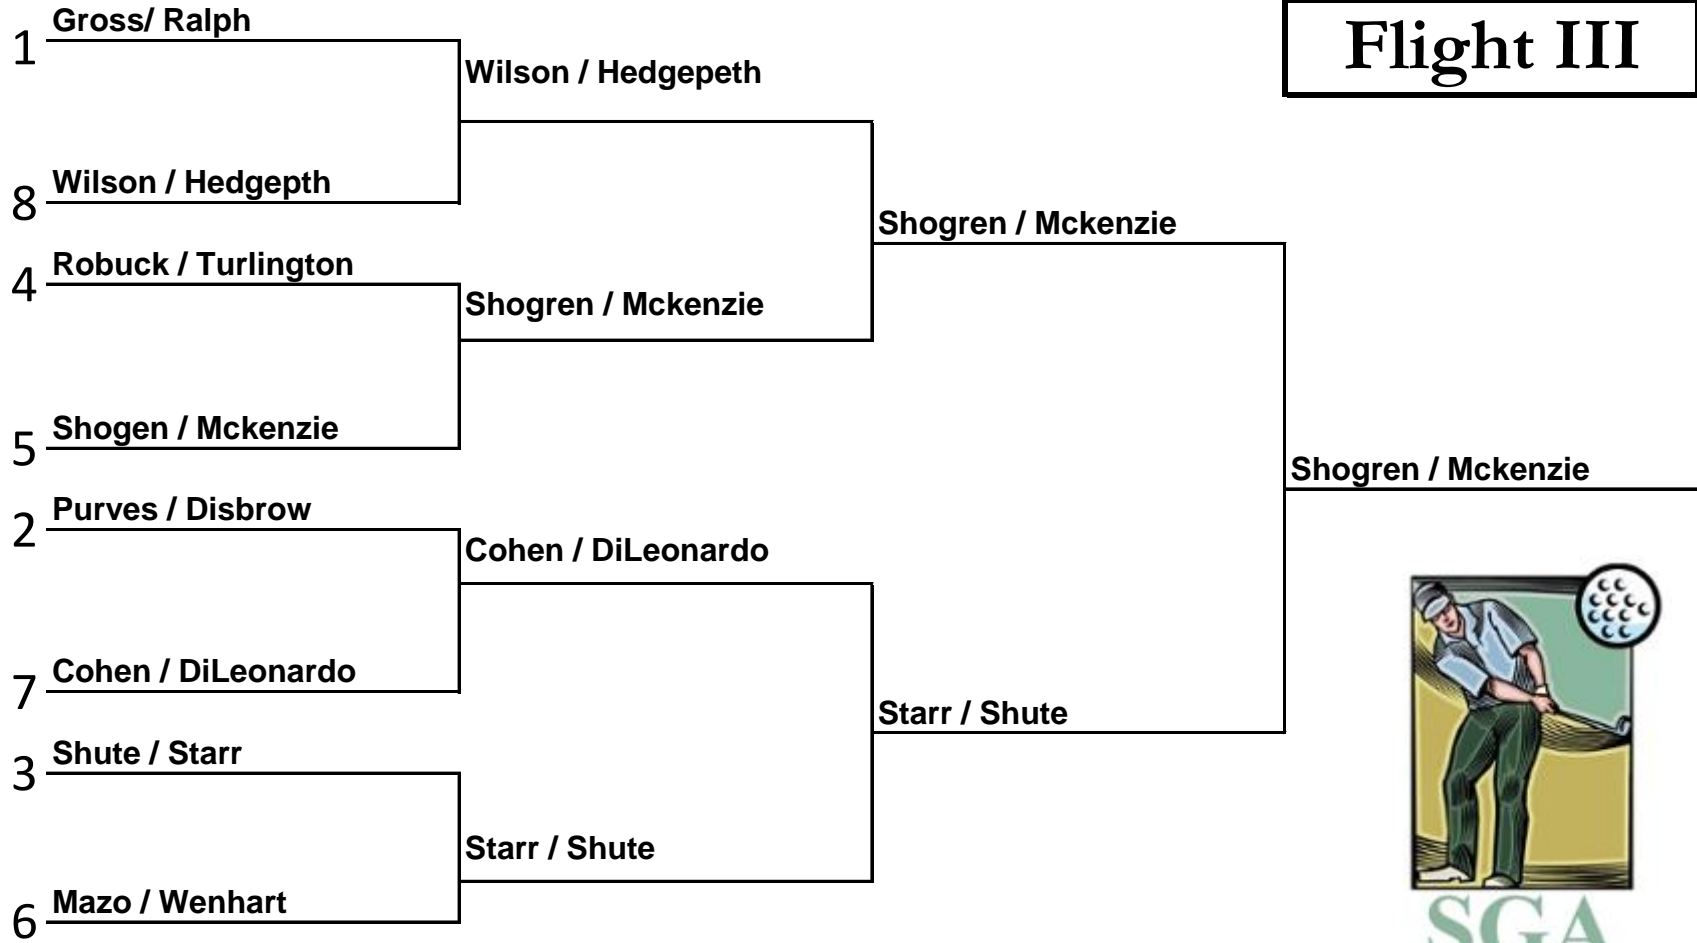 Flight III
1 Gross/ Ralph
Wilson / Hedgepeth
8 Wilson / Hedgepth
Shogren / Mckenzie
4 Robuck / Turlington
Shogren / Mckenzie
5 Shogen / Mckenzie
Shogren / Mckenzie
2 Purves / Disbrow
Cohen / DiLeonardo
7 Cohen / DiLeonardo
Starr / Shute
3 Shute / Starr
Starr / Shute
6 Mazo / Wenhart
SGA